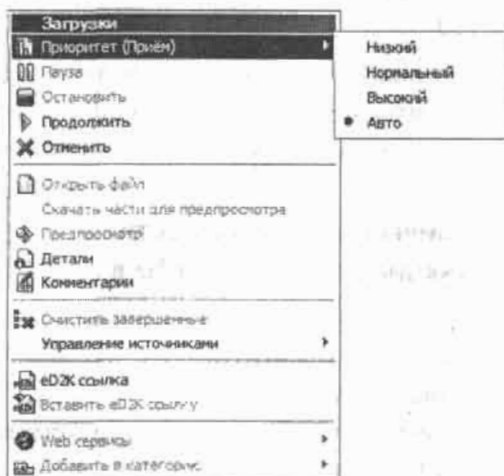 Загрузки
Приоритет (Приём)
Пауза
Остановить
Продолжить
Отменить
Открыть файл
Скачать части для предпросмотра
Предпросмотр
Детали
Комментарии
Очистить завершенные
Управление источниками
eD2K ссылка
Вставить eD2K ссылку
Web сервисы
Добавить в категорию
Низкий
Нормальный
Высокий
Авто